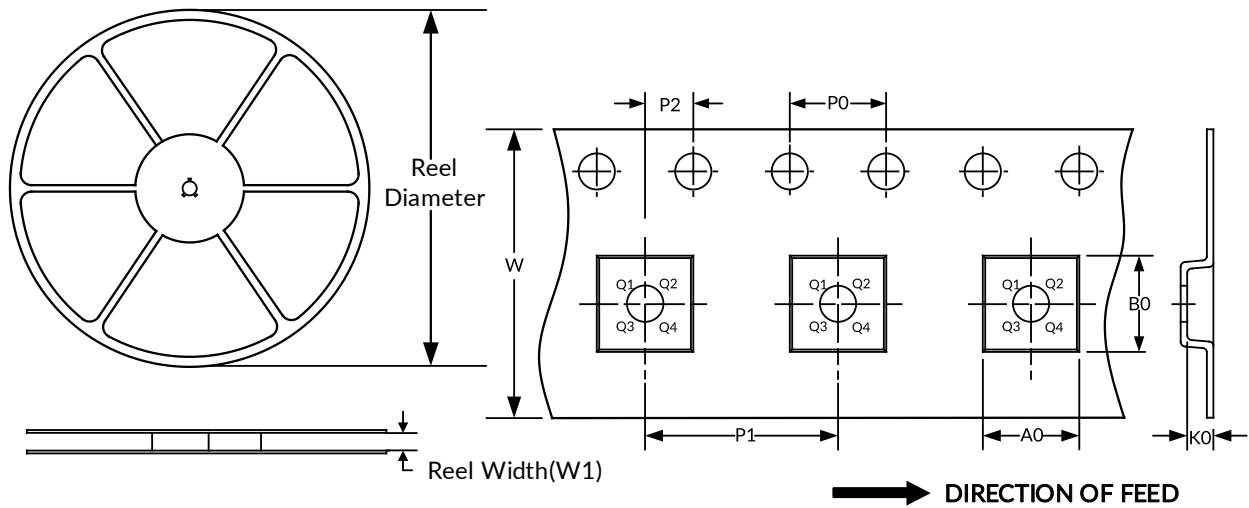 P2
P0
Reel
Diameter
W
Q1 Q2
Q3 Q4
Q1 Q2
Q3 Q4
Q1 Q2
Q3 Q4
B0
P1
A0
K0
Reel Width(W1)
DIRECTION OF FEED